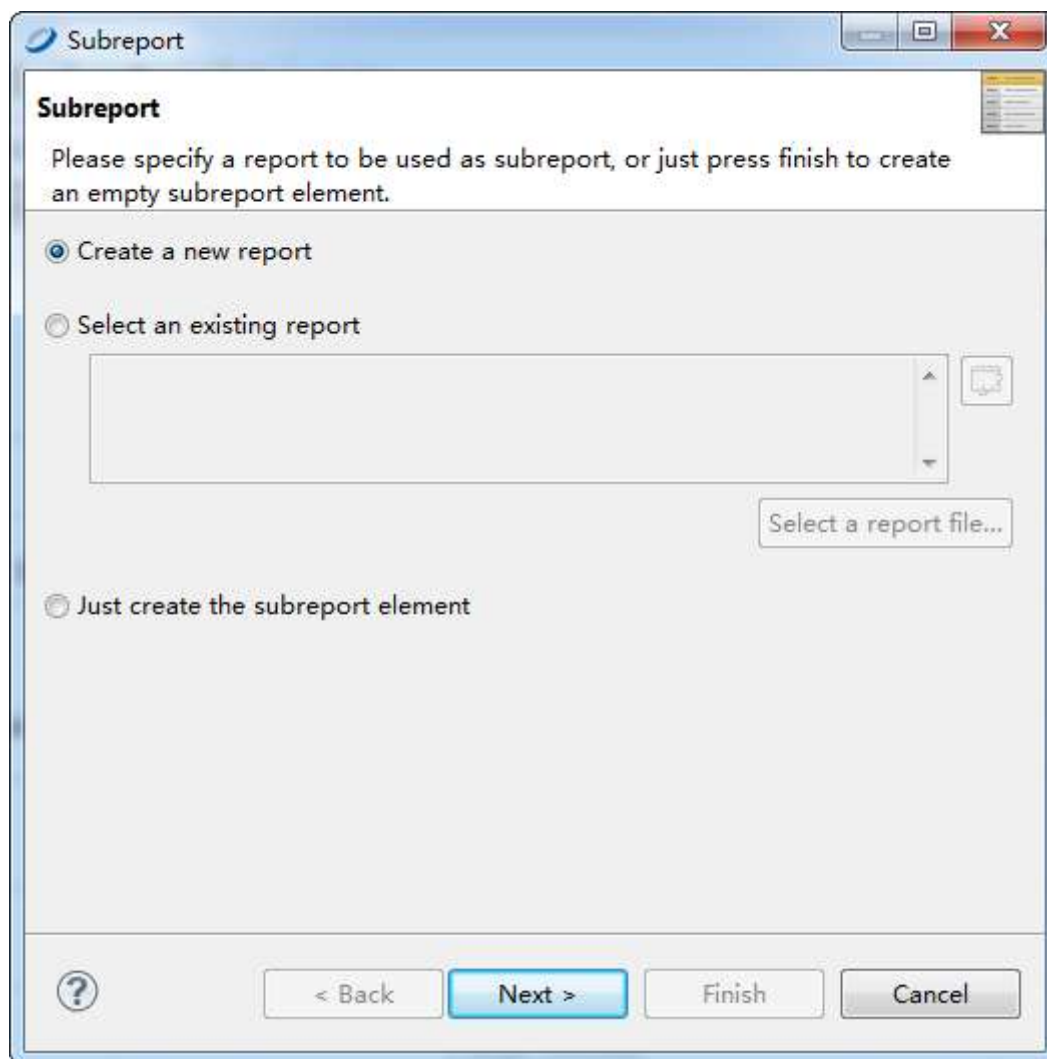 Subreport
Subreport
Please specify a report to be used as subreport, or just press finish to create
an empty subreport element.
Create a new report
Select an existing report
Select a report file...
Just create the subreport element
?
< Back
Next >
Finish
Cancel